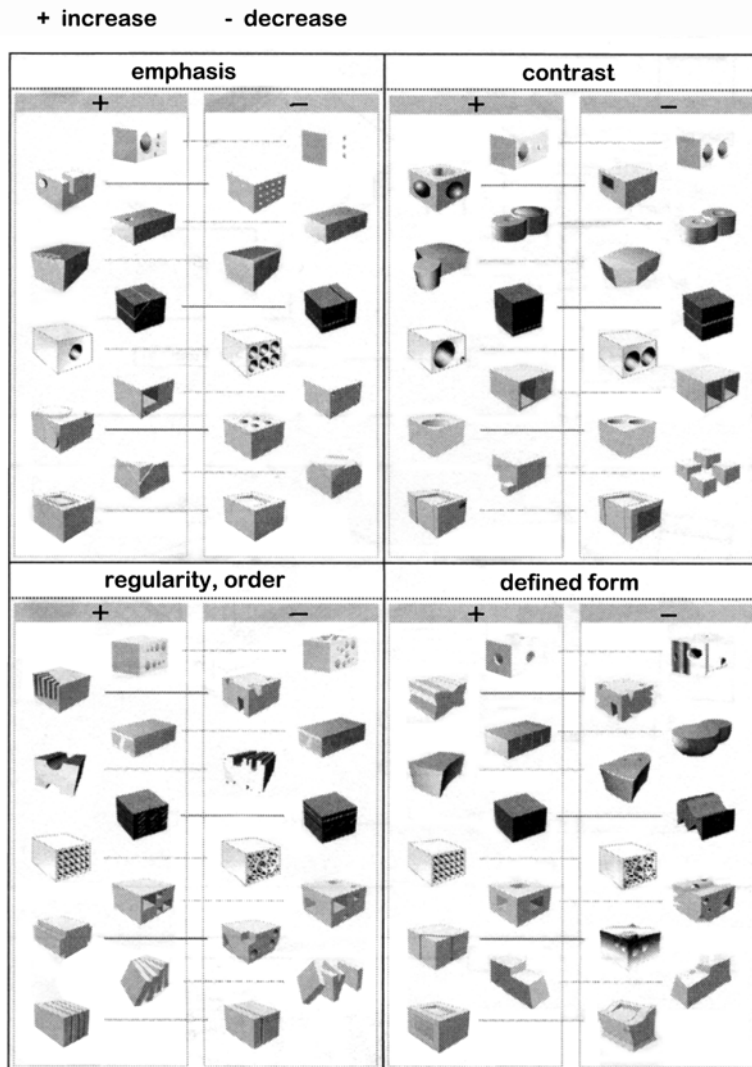 + increase - decrease
emphasis
+ −
contrast
+ −
regularity, order
+ −
defined form
+ −